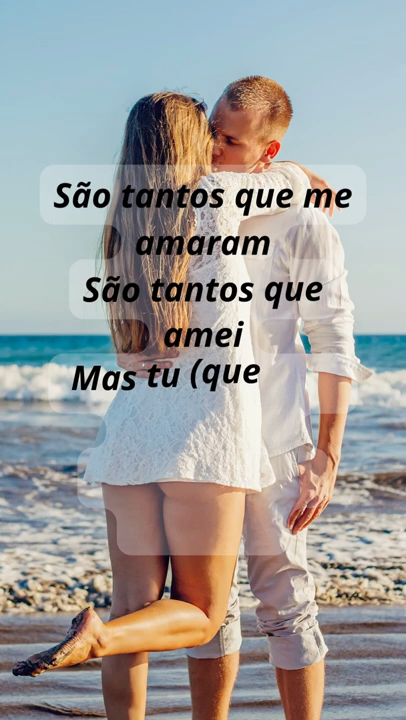 São tantos que me
amaram
São tantos que
amei
Mas tu (que